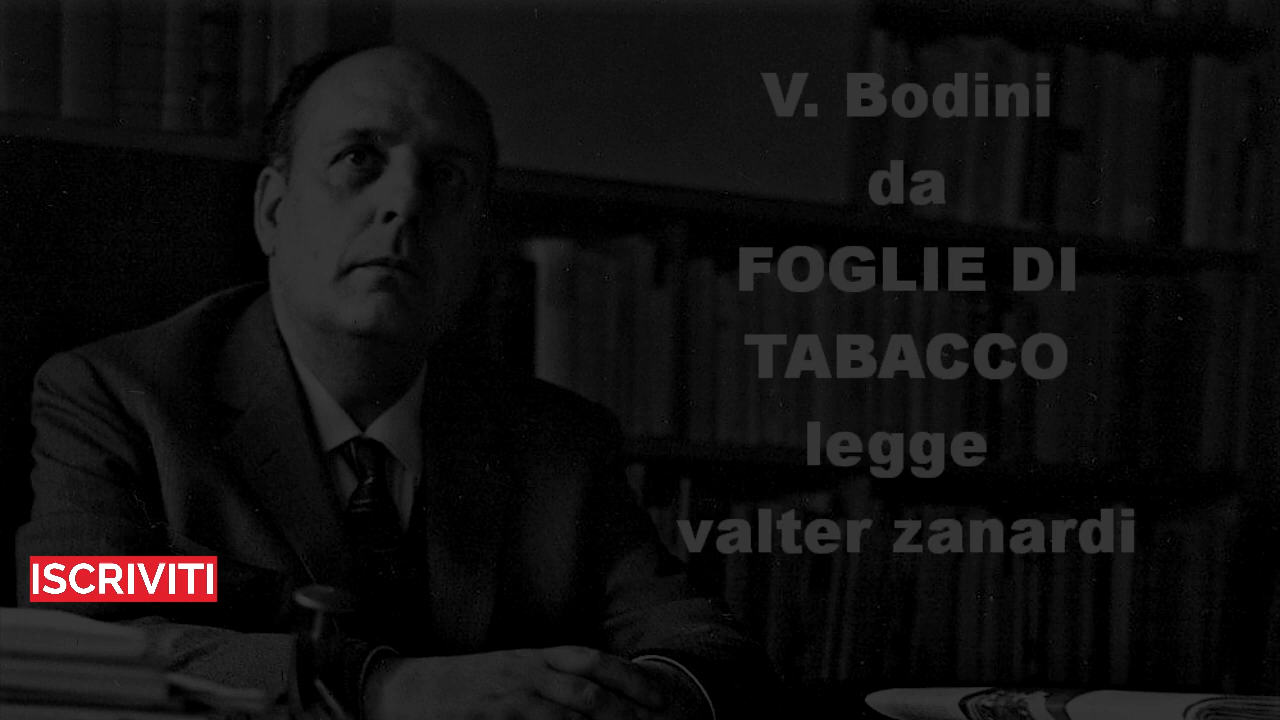 V. Bodini
da
FOGLIE DI
TABACCO
legge
valter zanardi
ISCRIVITI